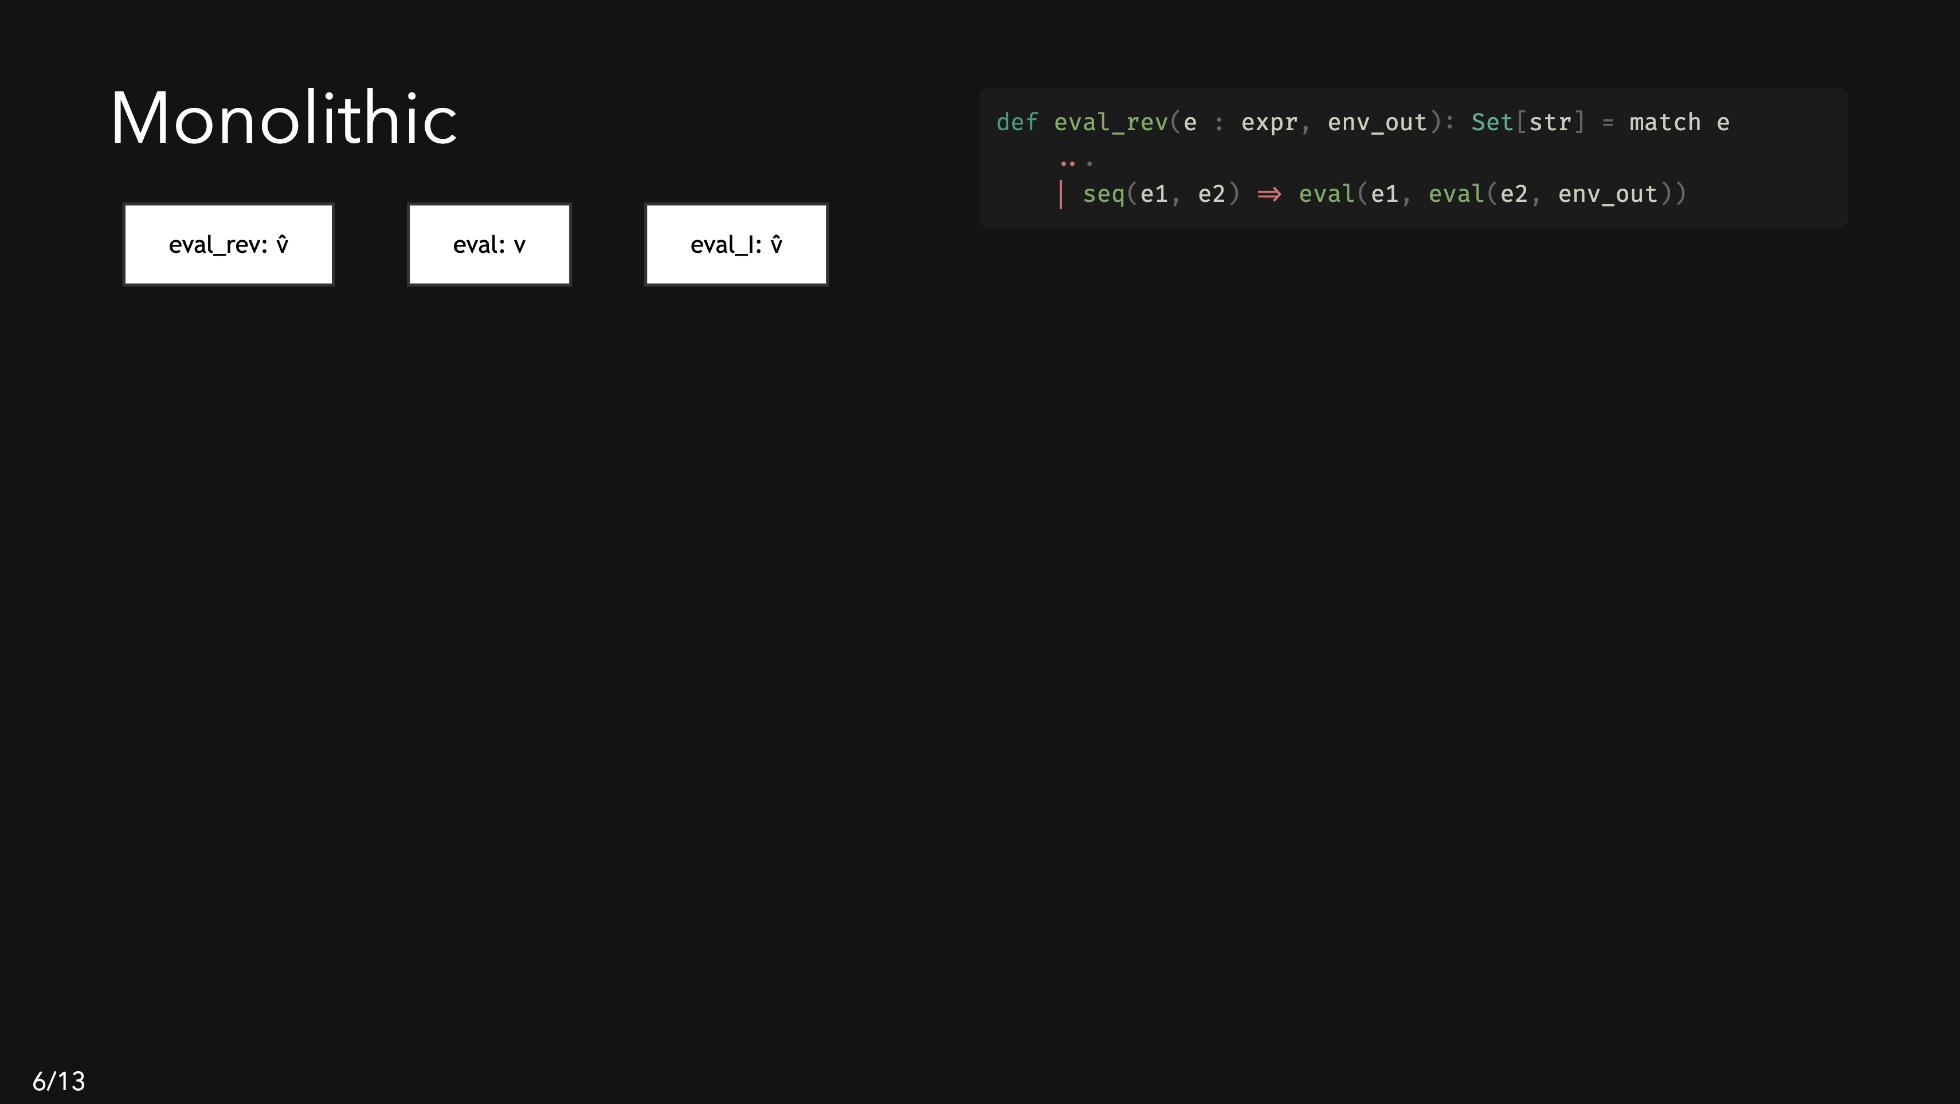 Monolithic
eval_rev: v̂
eval: v
eval_I: v̂
def eval_rev(e : expr, env_out): Set[str] = match e
...
| seq(e1, e2) => eval(e1, eval(e2, env_out))
6/13